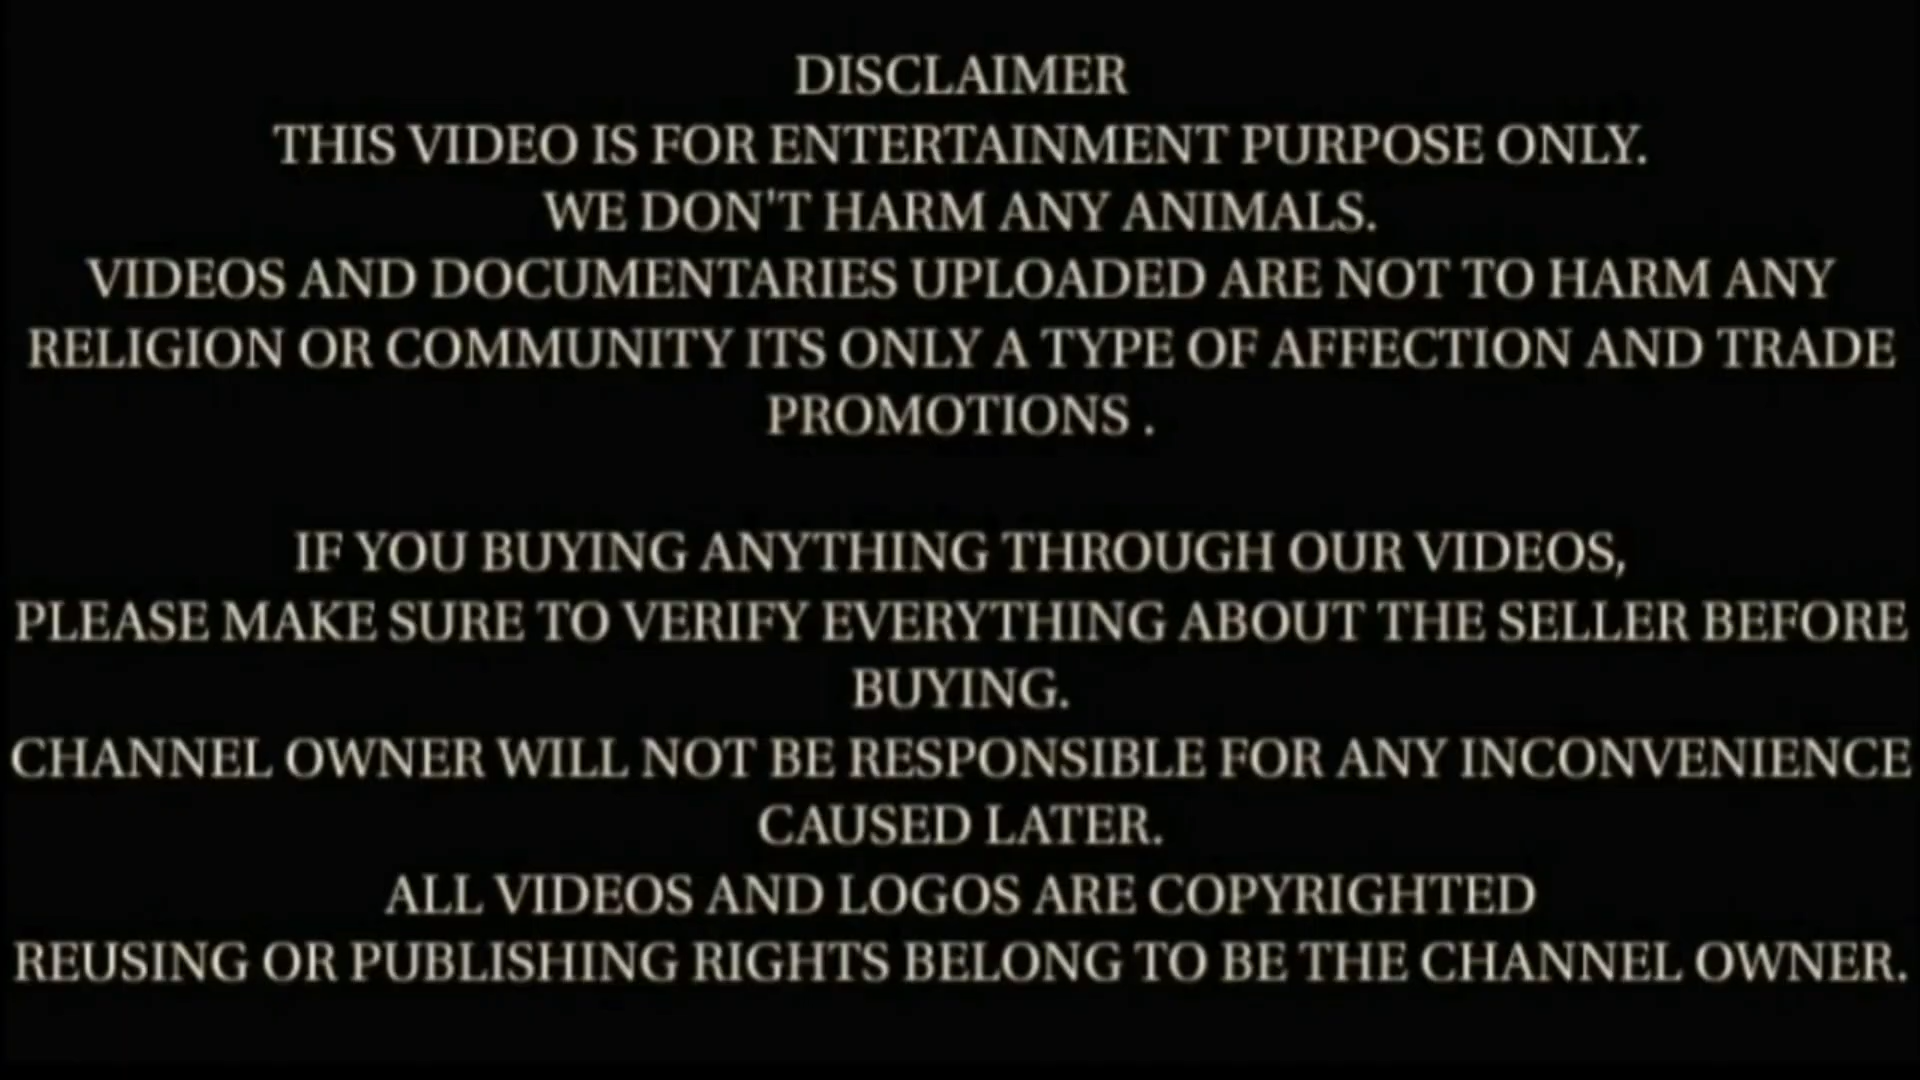 DISCLAIMER
THIS VIDEO IS FOR ENTERTAINMENT PURPOSE ONLY.
WE DON'T HARM ANY ANIMALS.
VIDEOS AND DOCUMENTARIES UPLOADED ARE NOT TO HARM ANY
RELIGION OR COMMUNITY ITS ONLY A TYPE OF AFFECTION AND TRADE
PROMOTIONS .
IF YOU BUYING ANYTHING THROUGH OUR VIDEOS,
PLEASE MAKE SURE TO VERIFY EVERYTHING ABOUT THE SELLER BEFORE
BUYING.
CHANNEL OWNER WILL NOT BE RESPONSIBLE FOR ANY INCONVENIENCE
CAUSED LATER.
ALL VIDEOS AND LOGOS ARE COPYRIGHTED
REUSING OR PUBLISHING RIGHTS BELONG TO BE THE CHANNEL OWNER.